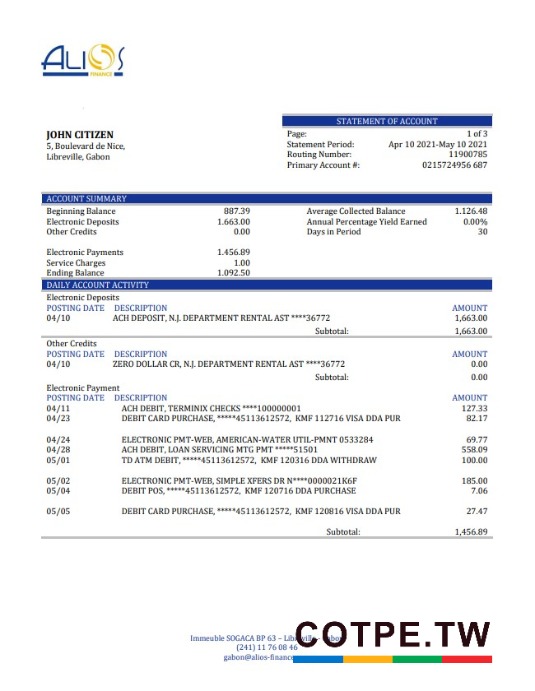 ALIOS
FINANCE
STATEMENT OF ACCOUNT
JOHN CITIZEN
5, Boulevard de Nice,
Libreville, Gabon
Page: 1 of 3
Statement Period: Apr 10 2021-May 10 2021
Routing Number: 11900785
Primary Account #: 0215724956 687
ACCOUNT SUMMARY
Beginning Balance 887.39 Average Collected Balance 1.126.48
Electronic Deposits 1.663.00 Annual Percentage Yield Earned 0.00%
Other Credits 0.00 Days in Period 30
Electronic Payments 1.456.89
Service Charges 1.00
Ending Balance 1.092.50
DAILY ACCOUNT ACTIVITY
Electronic Deposits
POSTING DATE DESCRIPTION AMOUNT
04/10 ACH DEPOSIT, N.J. DEPARTMENT RENTAL AST ****36772 1,663.00
Subtotal: 1,663.00
Other Credits
POSTING DATE DESCRIPTION AMOUNT
04/10 ZERO DOLLAR CR, N.J. DEPARTMENT RENTAL AST ****36772 0.00
Subtotal: 0.00
Electronic Payment
POSTING DATE DESCRIPTION AMOUNT
04/11 ACH DEBIT, TERMINIX CHECKS ****100000001 127.33
04/23 DEBIT CARD PURCHASE, *****45113612572, KMF 112716 VISA DDA PUR 82.17
04/24 ELECTRONIC PMT-WEB, AMERICAN-WATER UTIL-PMNT 0533284 69.77
04/28 ACH DEBIT, LOAN SERVICING MTG PMT *****51501 558.09
05/01 TD ATM DEBIT, *****45113612572, KMF 120316 DDA WITHDRAW 100.00
05/02 ELECTRONIC PMT-WEB, SIMPLE XFERS DR N****0000021K6F 185.00
05/04 DEBIT POS, *****45113612572, KMF 120716 DDA PURCHASE 7.06
05/05 DEBIT CARD PURCHASE, *****45113612572, KMF 120816 VISA DDA PUR 27.47
Subtotal: 1,456.89
Immeuble SOGACA BP 63 –
(241) 11 76 08 46
gabon@alios-finance
COTPE.TW